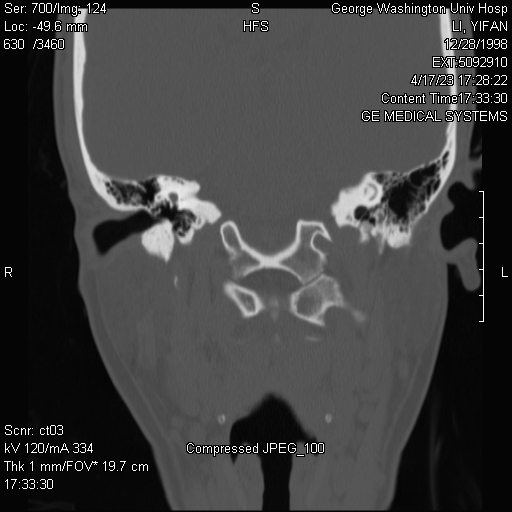 Ser: 700/Img: 124
Loc: -49.6 mm
630 /3460
S
HFS
George Washington Univ Hosp
LI, YIFAN
12/28/1998
EXT:5092910
4/17/23 17:28:22
Content Time17:33:30
GE MEDICAL SYSTEMS
R
L
Scnr: ct03
kV 120/mA 334
Thk 1 mm/FOV* 19.7 cm
17:33:30
Compressed JPEG_100